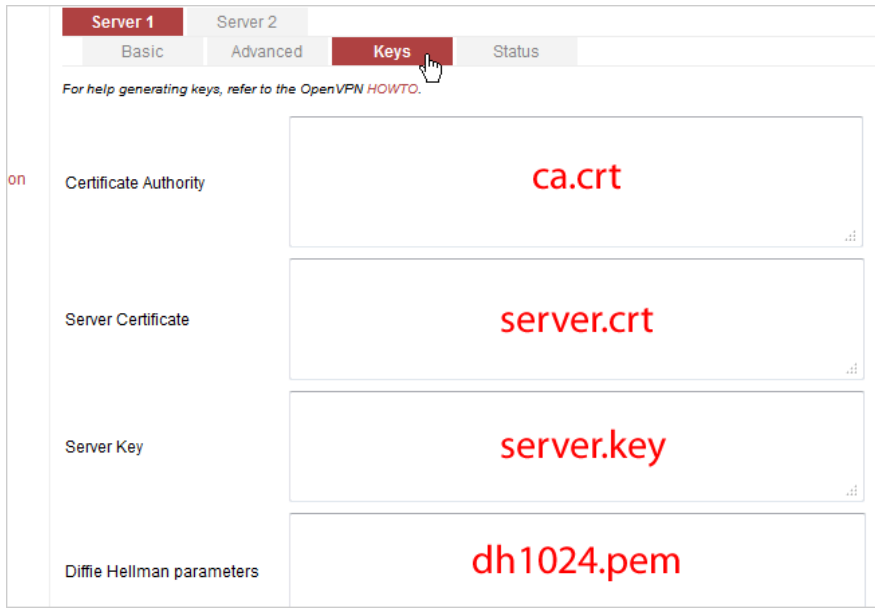 Server 1 Server 2
Basic Advanced Keys Status
For help generating keys, refer to the OpenVPN HOWTO.
on
Certificate Authority ca.crt
Server Certificate server.crt
Server Key server.key
Diffie Hellman parameters dh1024.pem